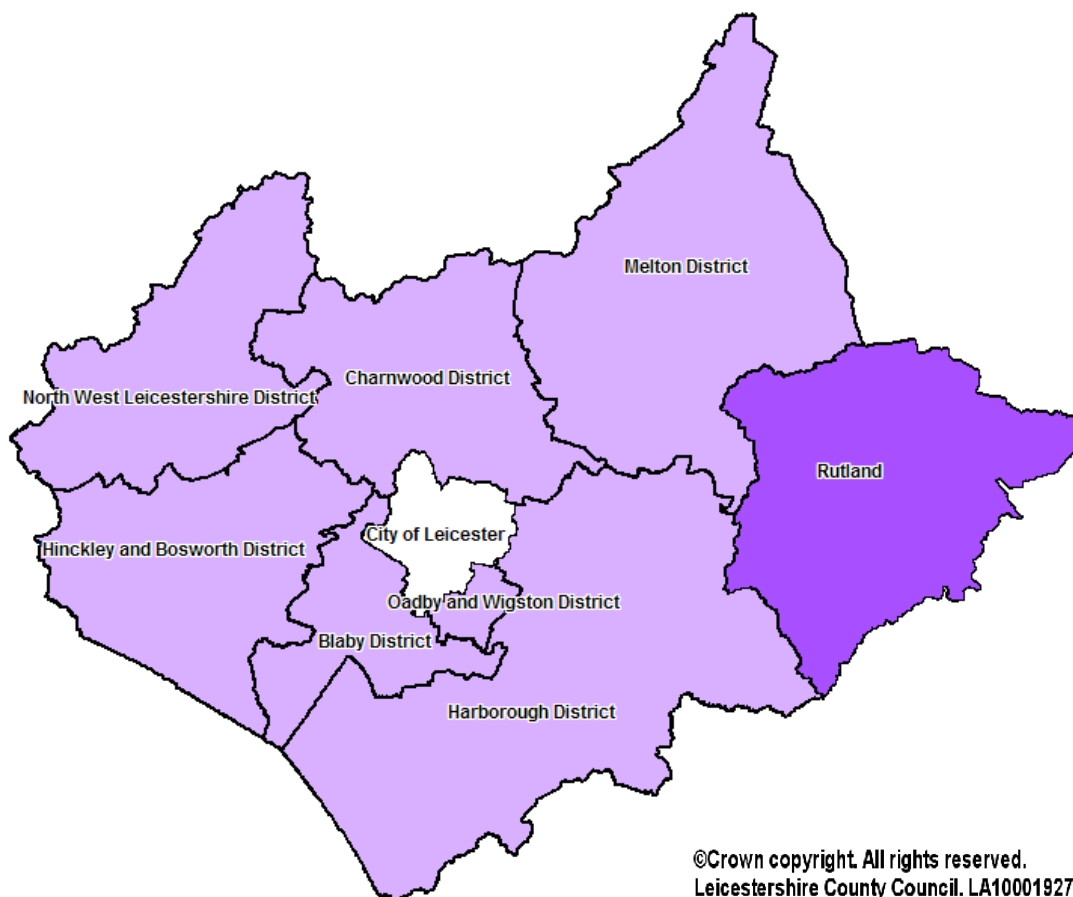 Melton District
Charnwood District
North West Leicestershire District
Rutland
City of Leicester
Hinckley and Bosworth District
Oadby and Wigston District
Blaby District
Harborough District
©Crown copyright. All rights reserved.
Leicestershire County Council. LA10001927